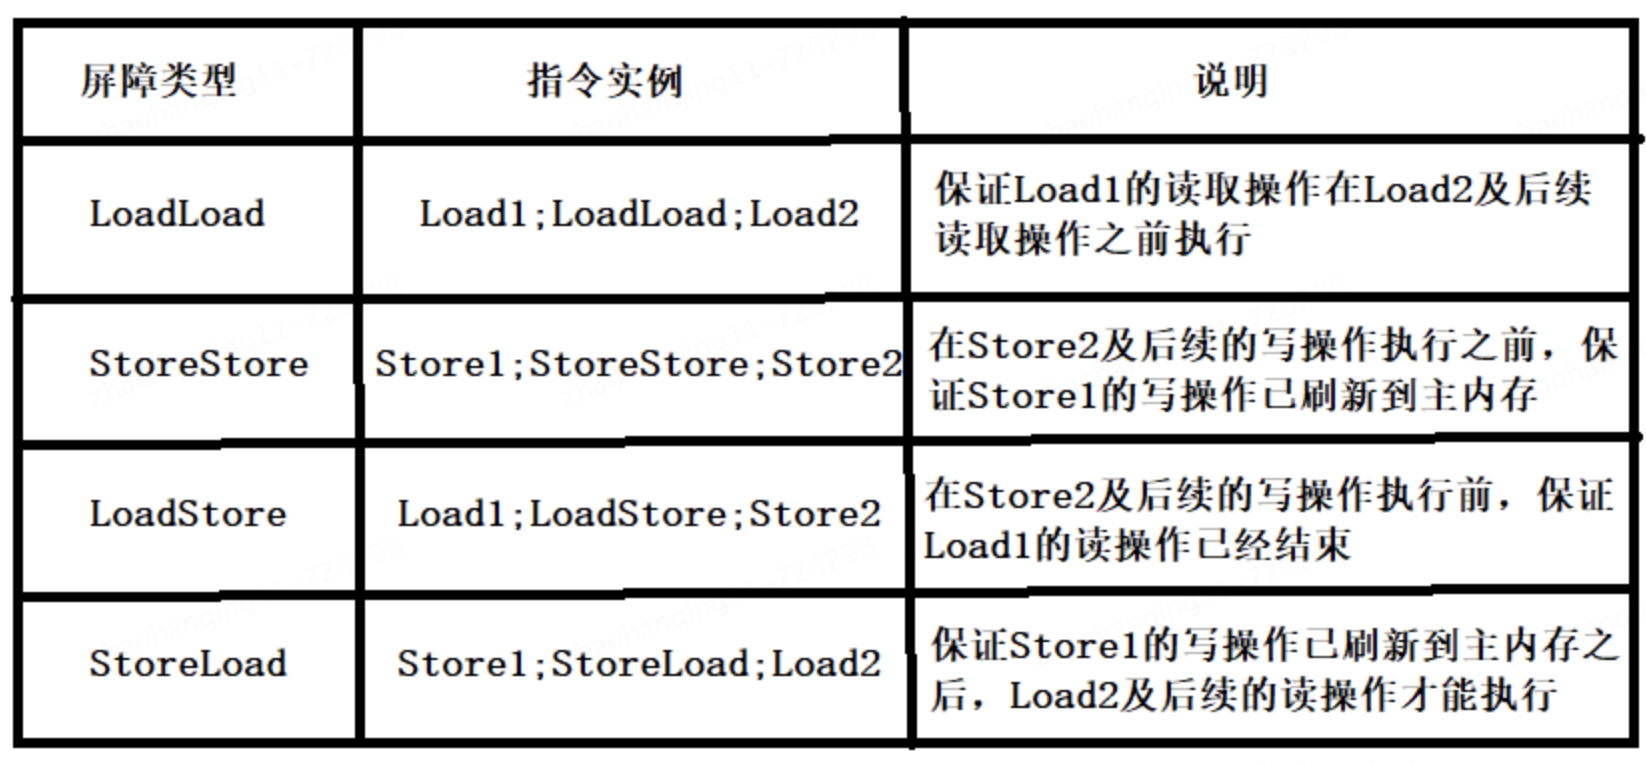 屏障类型 指令实例 说明
LoadLoad Load1;LoadLoad;Load2 保证Load1的读取操作在Load2及后续
读取操作之前执行
StoreStore Store1;StoreStore;Store2 在Store2及后续的写操作执行之前，保
证Store1的写操作已刷新到主内存
LoadStore Load1;LoadStore;Store2 在Store2及后续的写操作执行前，保证
Load1的读操作已经结束
StoreLoad Store1;StoreLoad;Load2 保证Store1的写操作已刷新到主内存之
后，Load2及后续的读操作才能执行